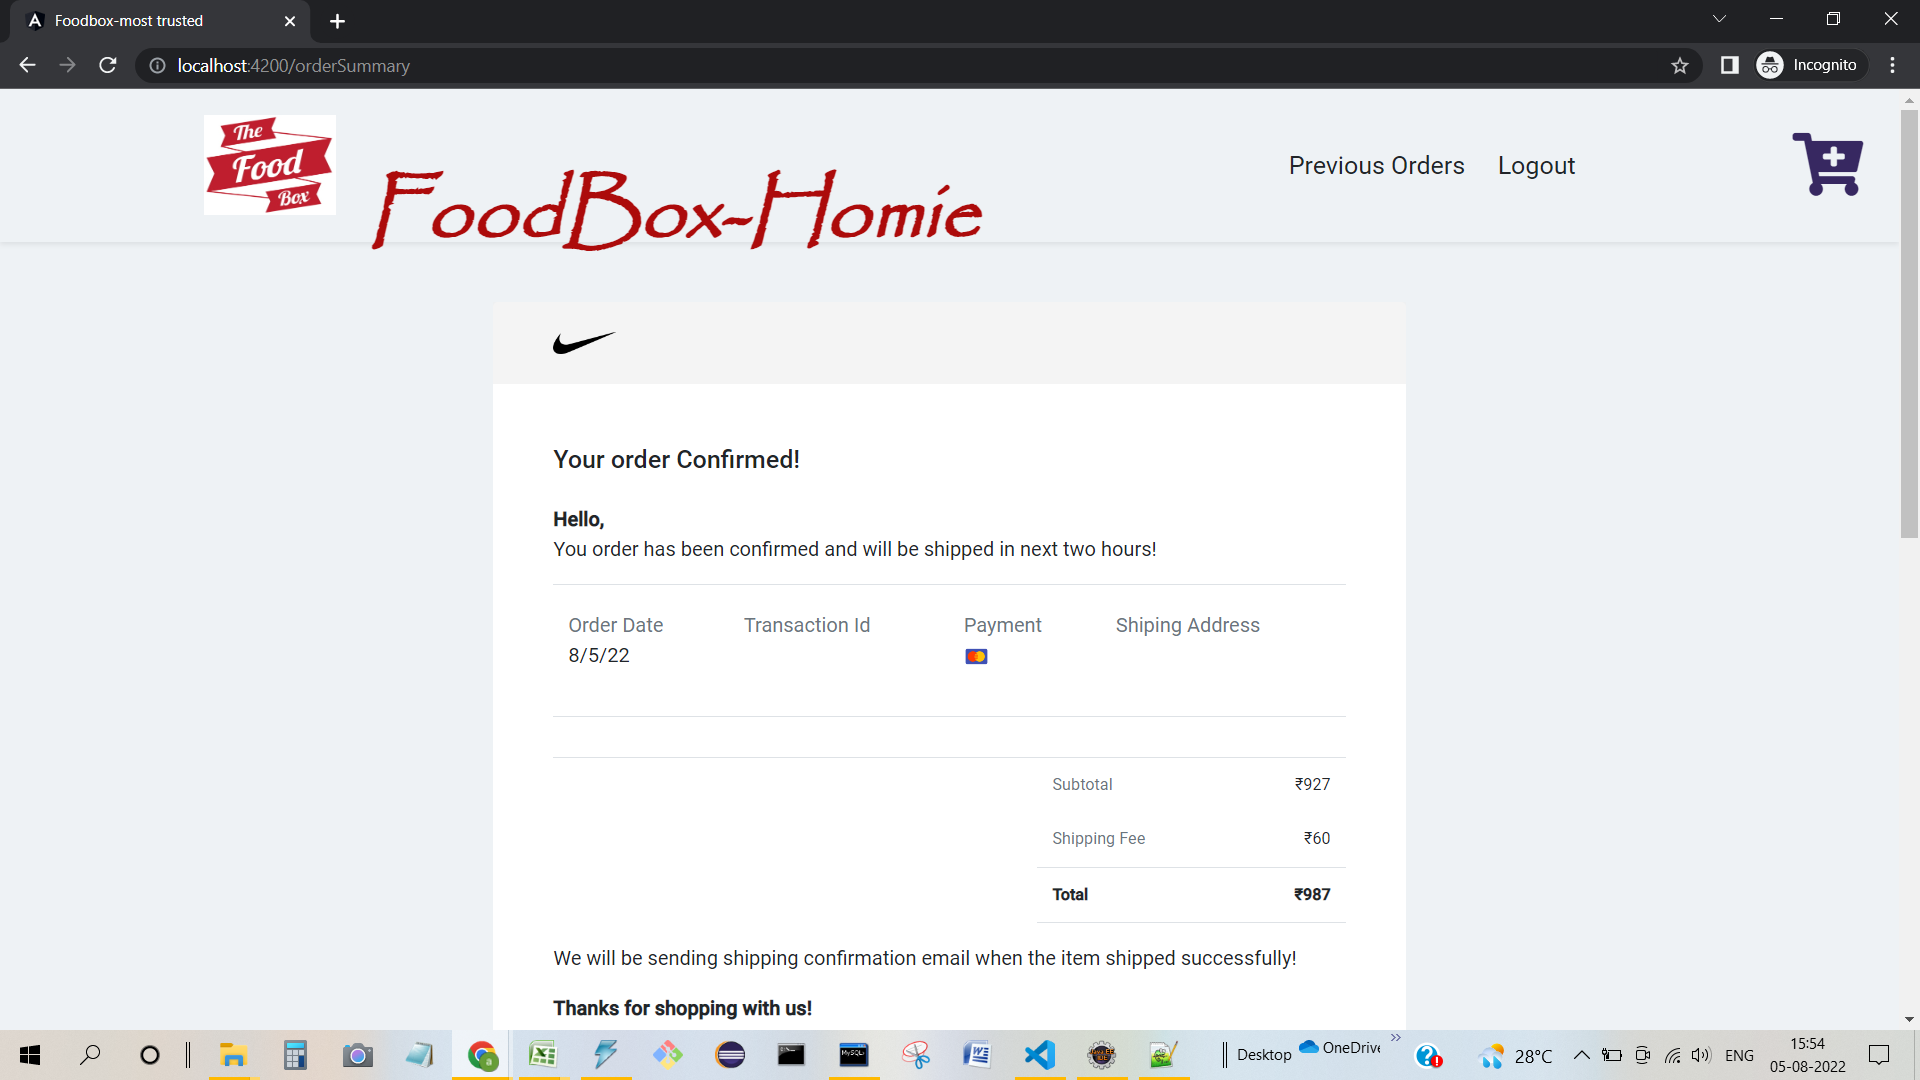 Foodbox-most trusted
localhost:4200/orderSummary
Incognito
The
Food
Box
FoodBox-Homie
Previous Orders Logout
Your order Confirmed!
Hello,
You order has been confirmed and will be shipped in next two hours!
Order Date Transaction Id Payment Shiping Address
8/5/22
Subtotal ₹927
Shipping Fee ₹60
Total ₹987
We will be sending shipping confirmation email when the item shipped successfully!
Thanks for shopping with us!
Desktop OneDrive 28°C ENG 15:54
05-08-2022